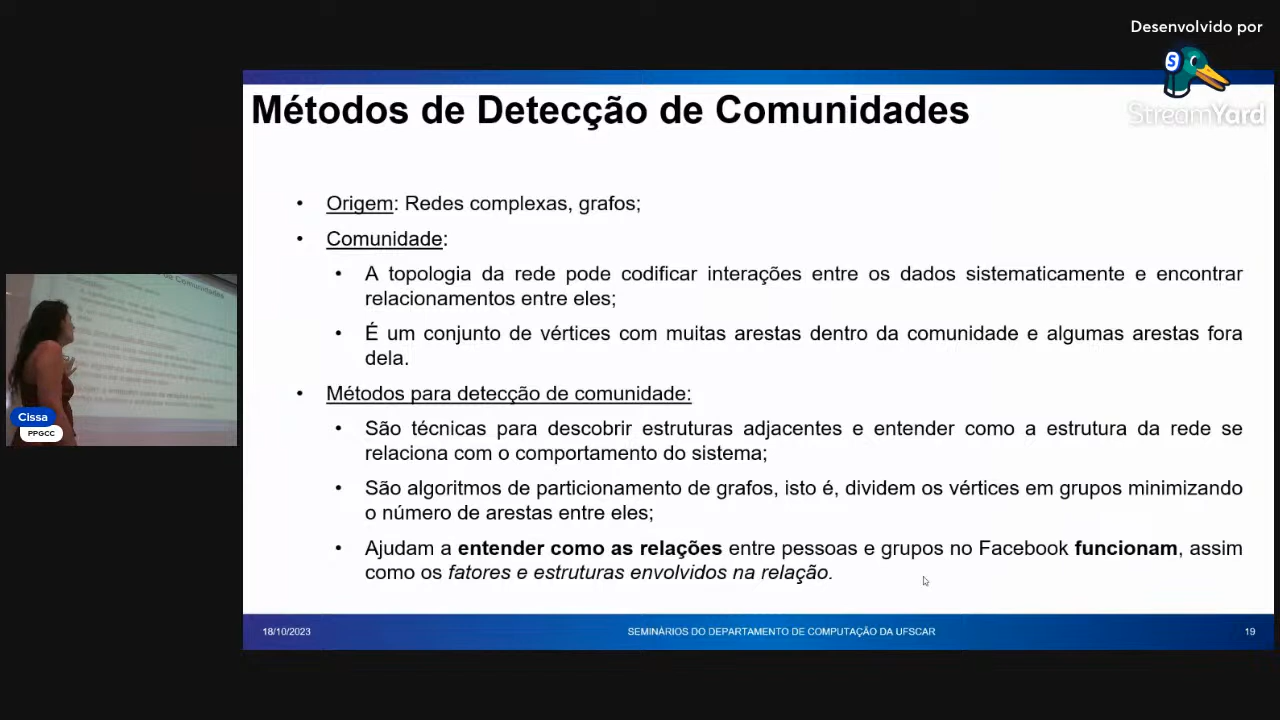 Desenvolvido por
S
StreamYard
Métodos de Detecção de Comunidades
• Origem: Redes complexas, grafos;
• Comunidade:
• A topologia da rede pode codificar interações entre os dados sistematicamente e encontrar
relacionamentos entre eles;
• É um conjunto de vértices com muitas arestas dentro da comunidade e algumas arestas fora
dela.
• Métodos para detecção de comunidade:
• São técnicas para descobrir estruturas adjacentes e entender como a estrutura da rede se
relaciona com o comportamento do sistema;
• São algoritmos de particionamento de grafos, isto é, dividem os vértices em grupos minimizando
o número de arestas entre eles;
• Ajudam a entender como as relações entre pessoas e grupos no Facebook funcionam, assim
como os fatores e estruturas envolvidos na relação.
18/10/2023
SEMINÁRIOS DO DEPARTAMENTO DE COMPUTAÇÃO DA UFSCAR
19
Cissa
PPGCC